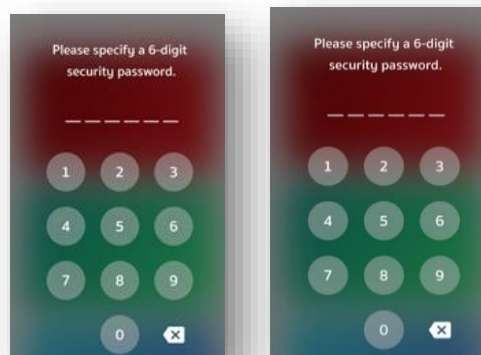 Please specify a 6-digit
security password.
1 2 3
4 5 6
7 8 9
0
Please specify a 6-digit
security password.
1 2 3
4 5 6
7 8 9
0